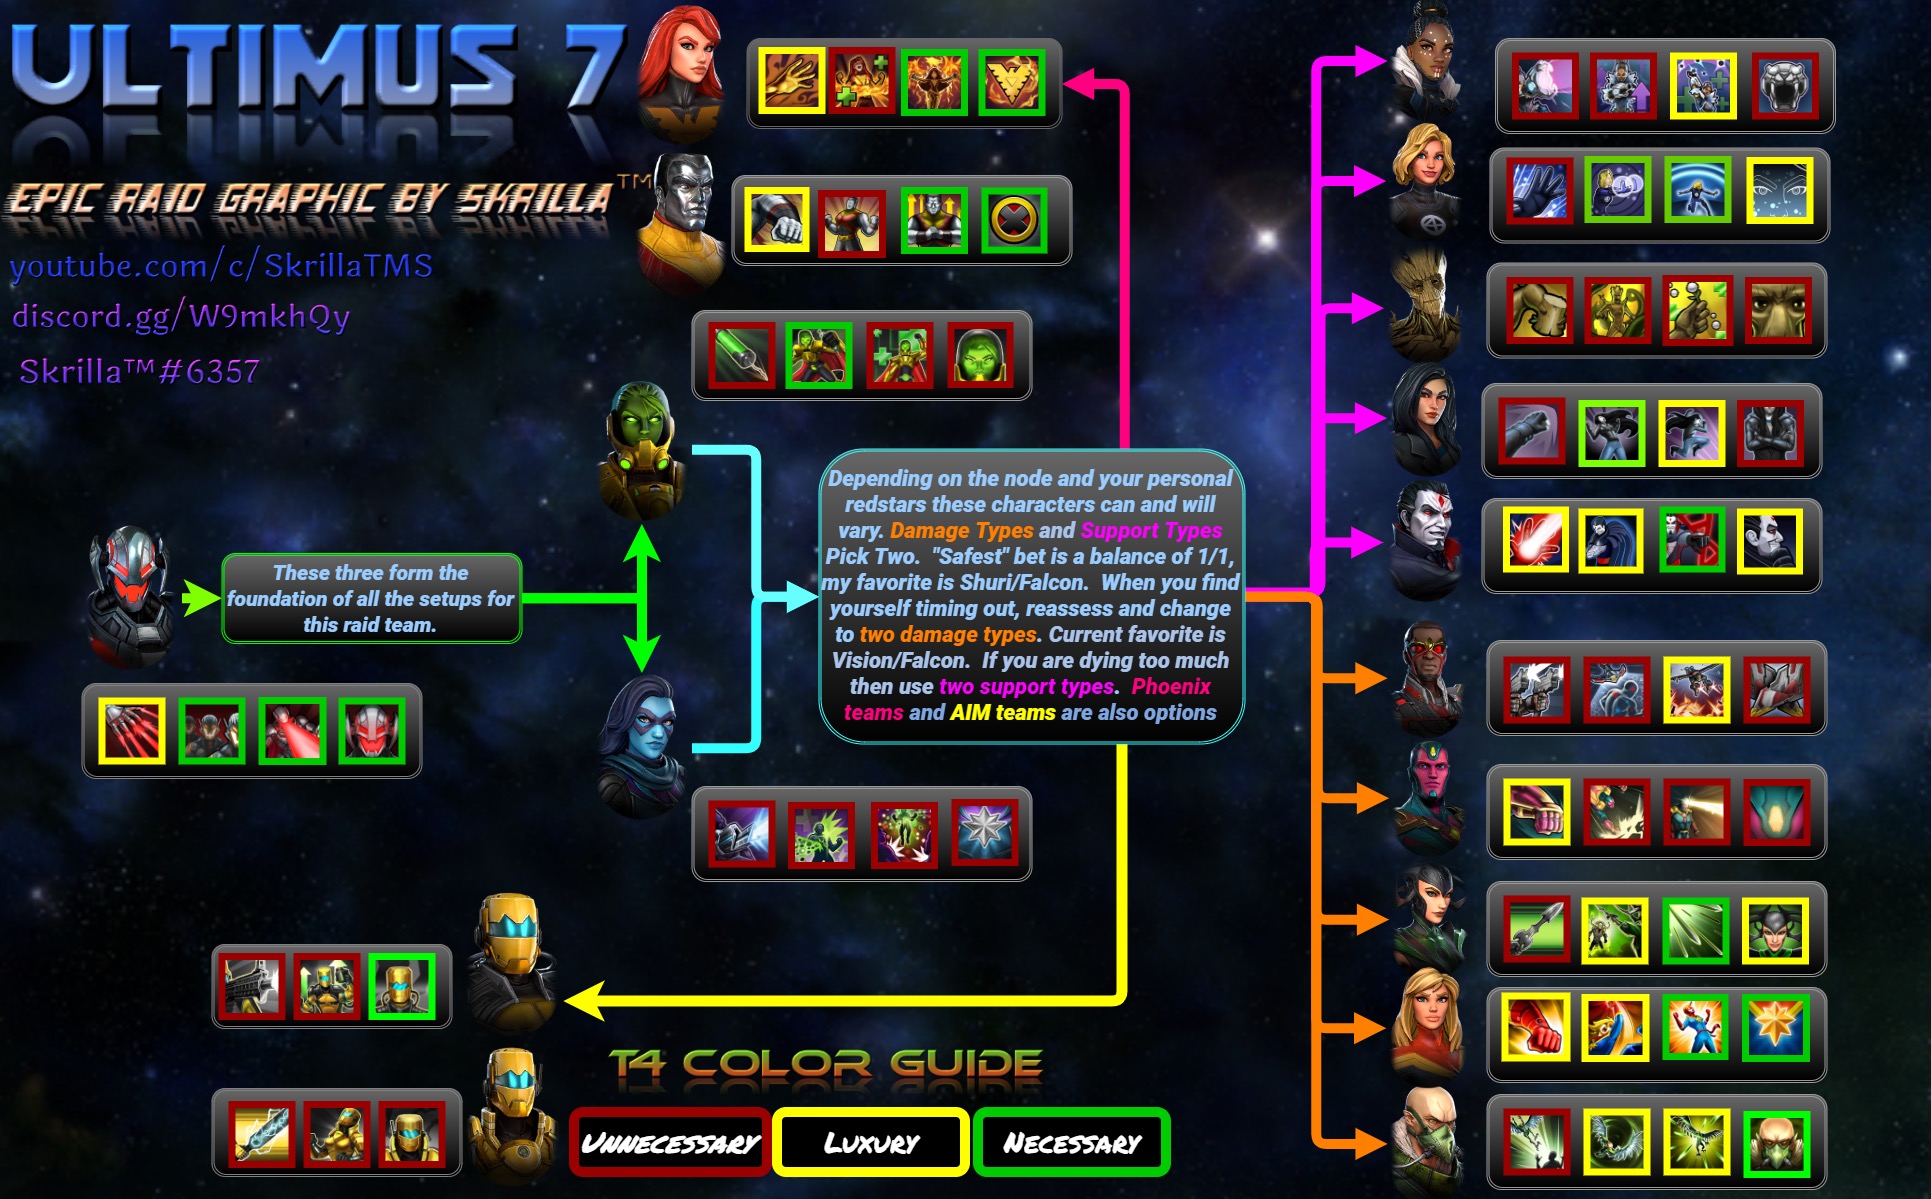 ULTIMUS 7
EPIC RAID GRAPHIC BY SKRILLA™
youtube.com/c/SkrillaTMS
discord.gg/W9mkhQy
Skrilla™#6357
These three form the
foundation of all the setups for
this raid team.
Depending on the node and your personal
redstars these characters can and will
vary. Damage Types and Support Types
Pick Two. "Safest" bet is a balance of 1/1,
my favorite is Shuri/Falcon. When you find
yourself timing out, reassess and change
to two damage types. Current favorite is
Vision/Falcon. If you are dying too much
then use two support types. Phoenix
teams and AIM teams are also options
T4 COLOR GUIDE
UNNECESSARY
LUXURY
NECESSARY